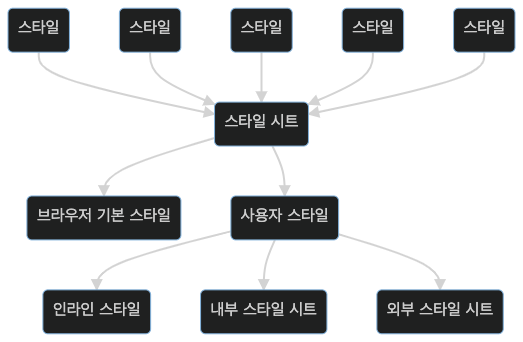 스타일
스타일
스타일
스타일
스타일
스타일 시트
브라우저 기본 스타일
사용자 스타일
인라인 스타일
내부 스타일 시트
외부 스타일 시트